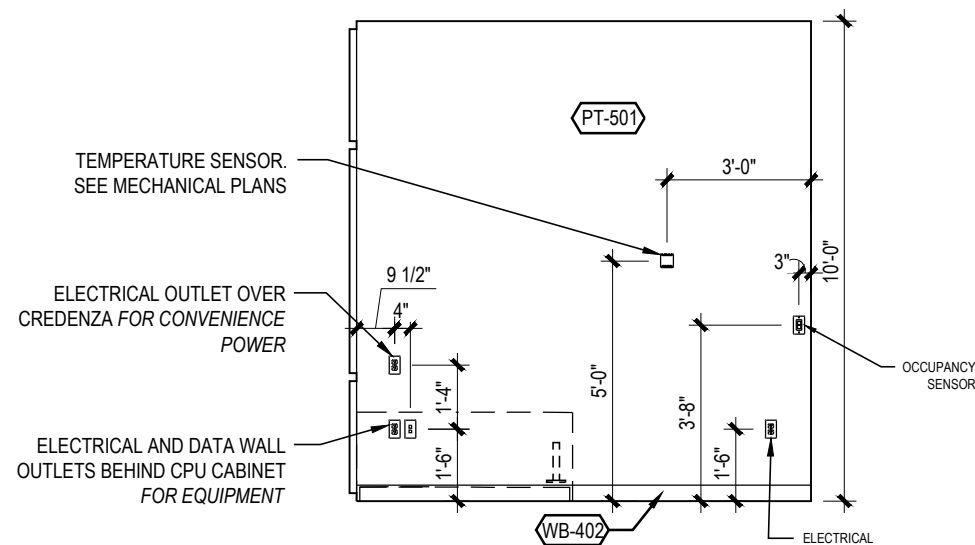 PT-501
TEMPERATURE SENSOR.
SEE MECHANICAL PLANS
3'-0"
9 1/2"
3"
10'-0"
ELECTRICAL OUTLET OVER
CREDENZA FOR CONVENIENCE
POWER
4"
OCCUPANCY
SENSOR
1'-4"
5'-0"
3'-8"
ELECTRICAL AND DATA WALL
OUTLETS BEHIND CPU CABINET
FOR EQUIPMENT
1'-6"
1'-6"
WB-402
ELECTRICAL